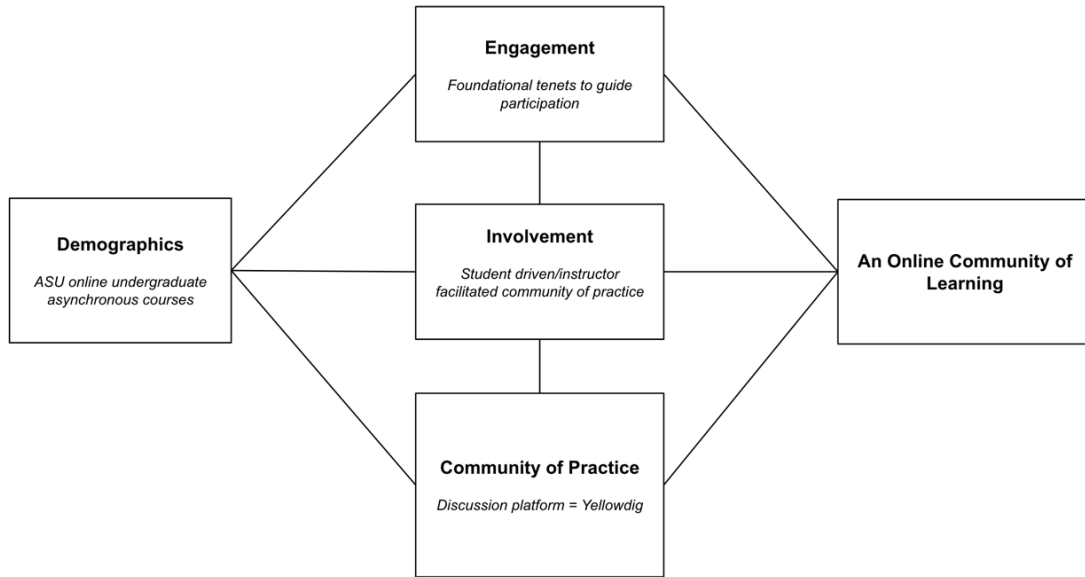 Engagement
Foundational tenets to guide
participation
Demographics
ASU online undergraduate
asynchronous courses
Involvement
Student driven/instructor
facilitated community of practice
An Online Community of
Learning
Community of Practice
Discussion platform = Yellowdig